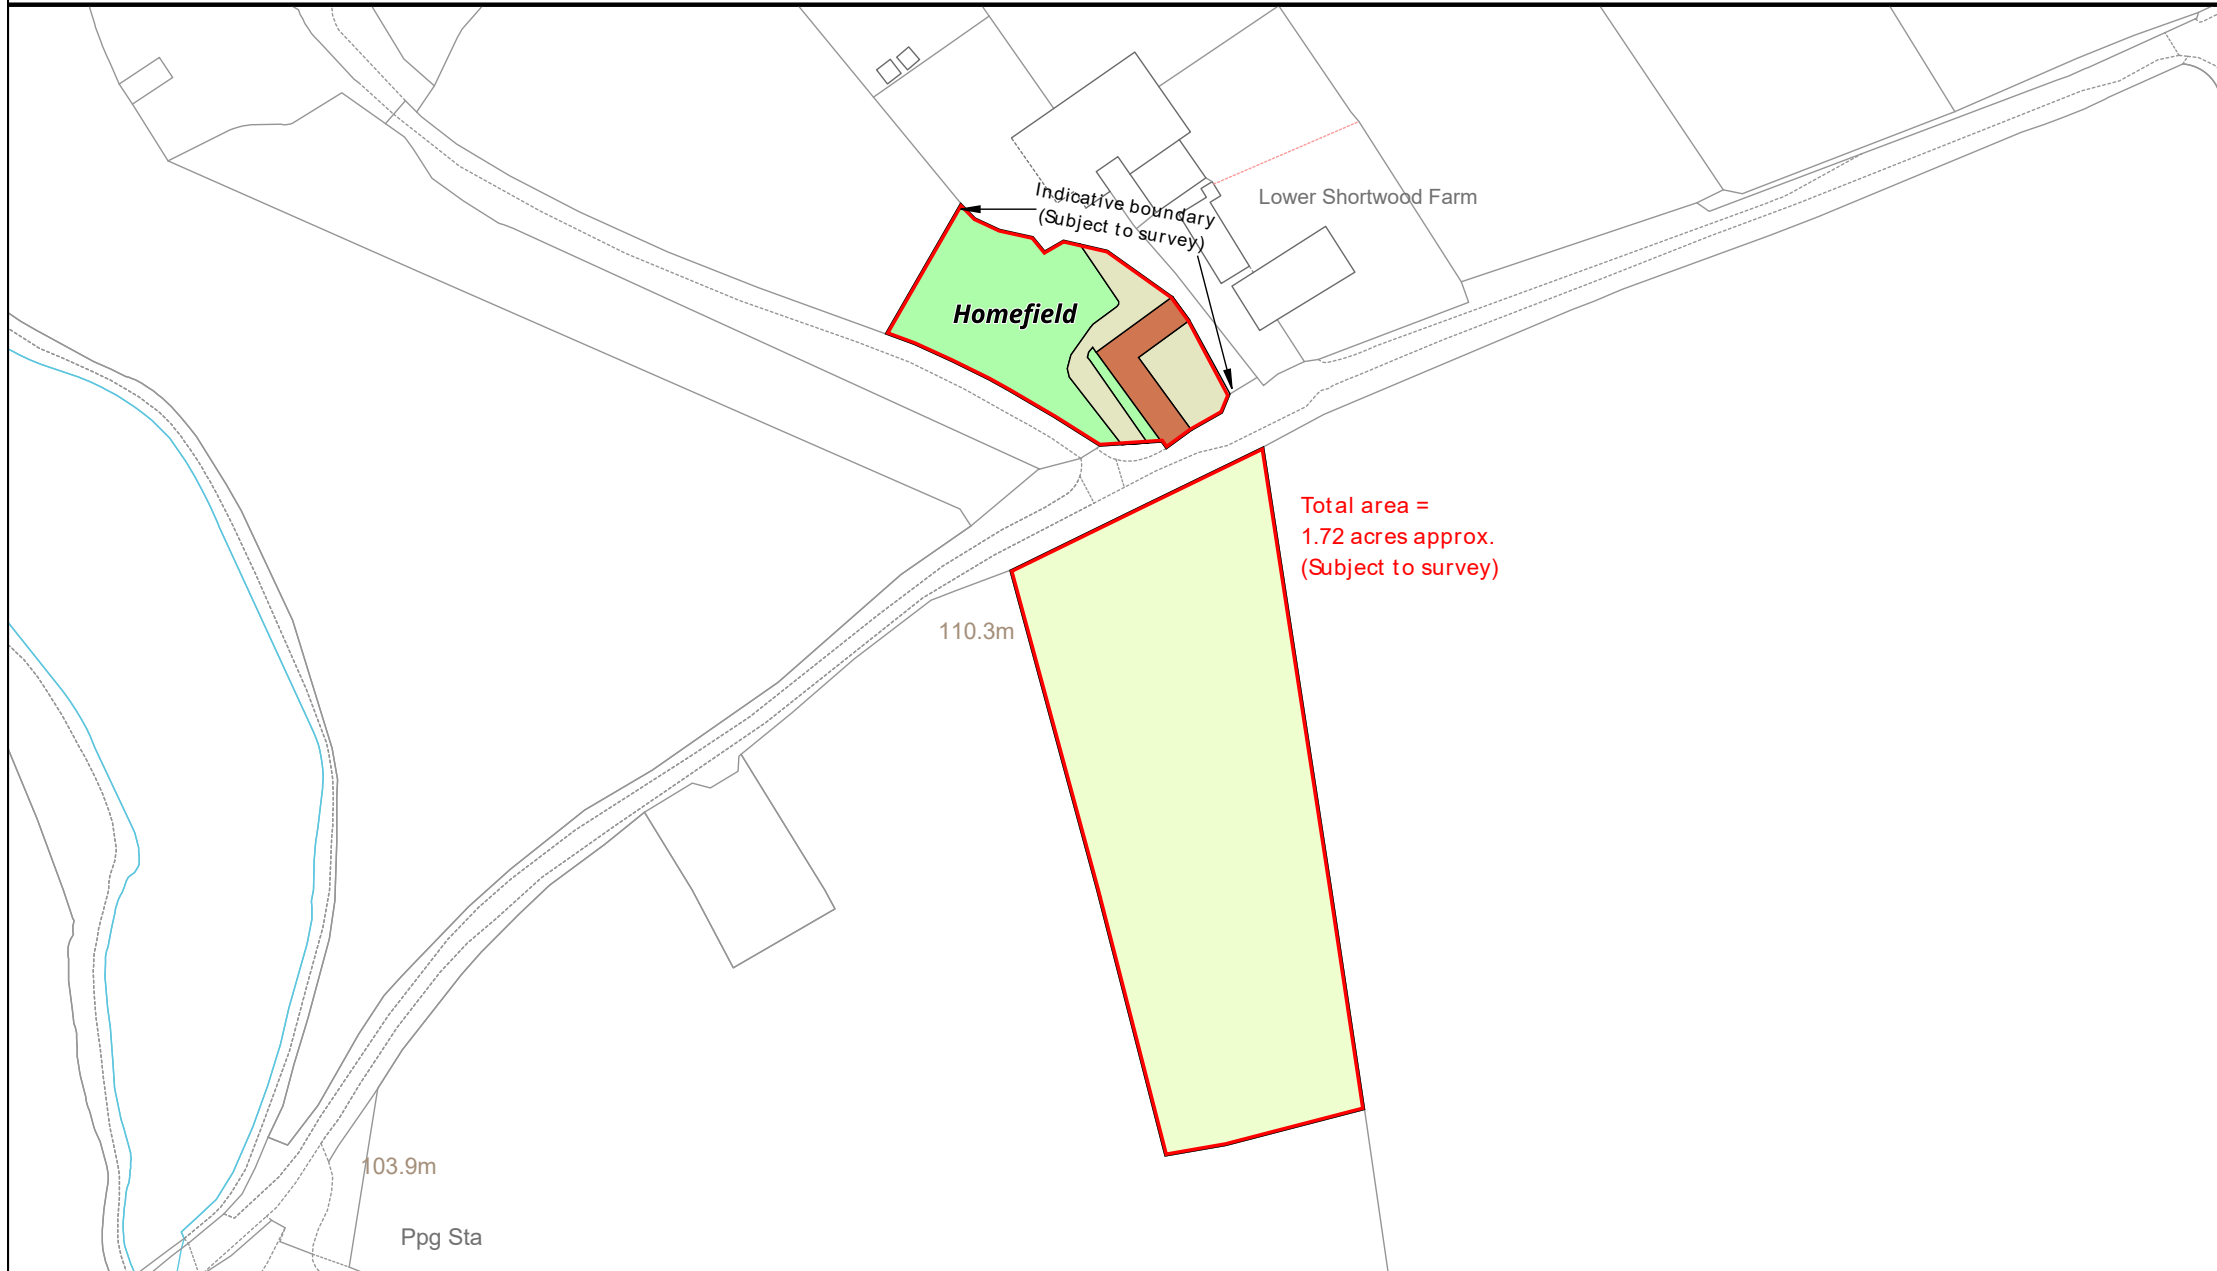 Indicative boundary
(Subject to survey)
Lower Shortwood Farm
Homefield
Total area =
1.72 acres approx.
(Subject to survey)
110.3m
103.9m
Ppg Sta